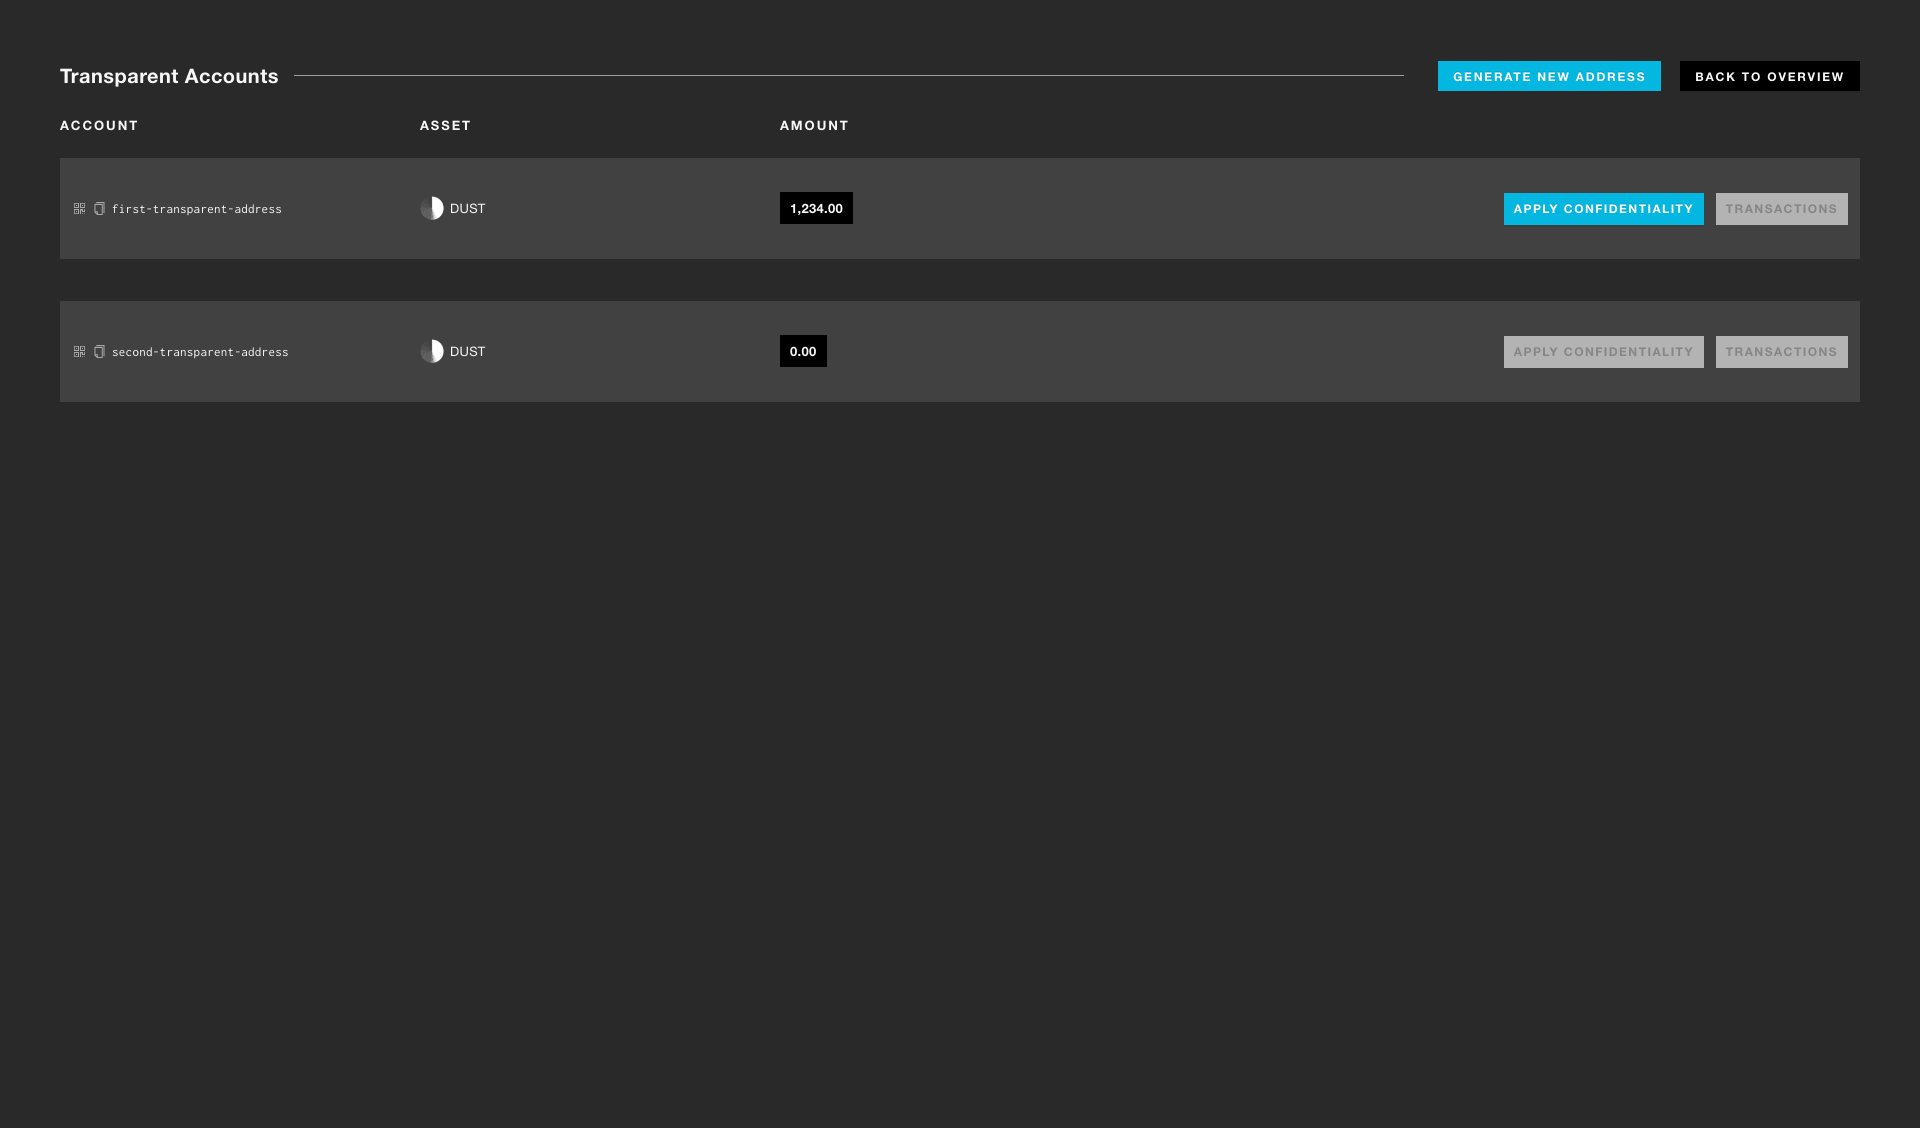 Transparent Accounts
GENERATE NEW ADDRESS
BACK TO OVERVIEW
ACCOUNT ASSET AMOUNT
first-transparent-address DUST 1,234.00 APPLY CONFIDENTIALITY TRANSACTIONS
second-transparent-address DUST 0.00 APPLY CONFIDENTIALITY TRANSACTIONS